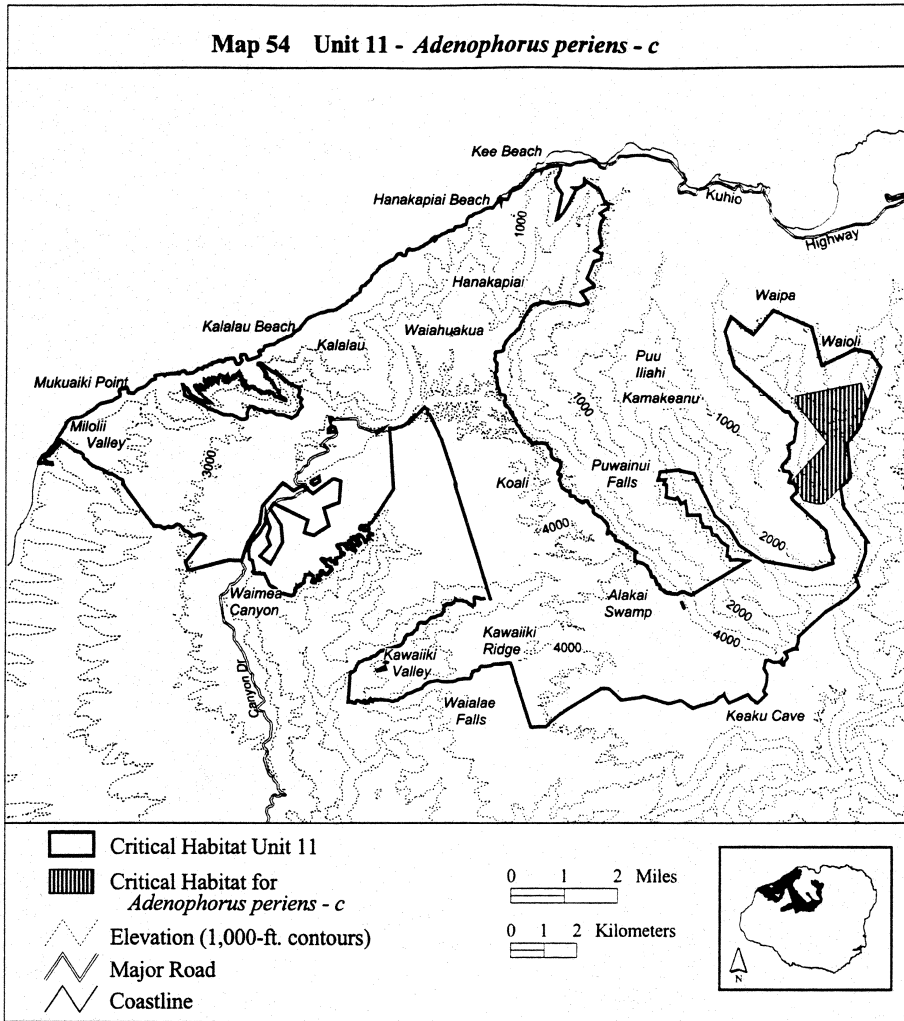 Map 54 Unit 11 - Adenophorus periens - c
Kee Beach
Hanakapiai Beach
Kuhio
Highway
1000
Hanakapiai
Waipa
Kalalau Beach
Waiahuakua
Kalalau
Waioli
Puu
Iliahi
Mukuaiki Point
Kamakeanu
1000
1000
Milolii
Valley
3000
Puwainui
Falls
Koali
4000
2000
Waimea
Canyon
Alakai
Swamp
2000
Kawaiiki
Ridge
4000
4000
Kawaiiki
Valley
Canyon Dr
Waialae
Falls
Keaku Cave
Critical Habitat Unit 11
Critical Habitat for
Adenophorus periens - c
Elevation (1,000-ft. contours)
Major Road
Coastline
0 1 2 Miles
0 1 2 Kilometers
N